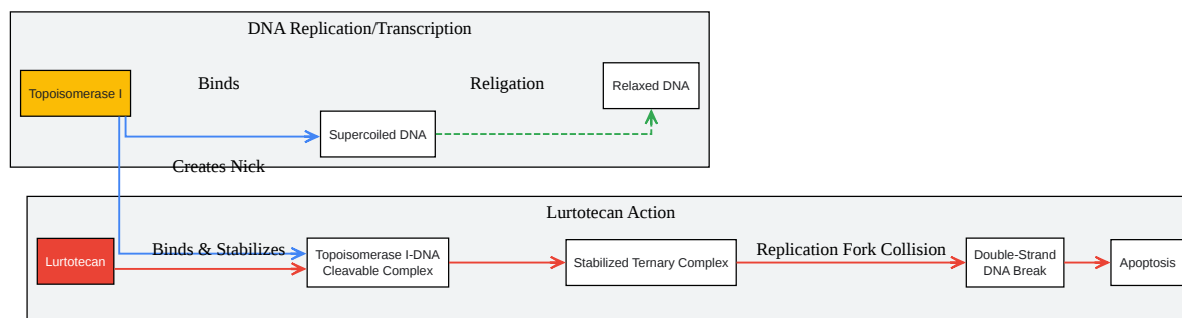 DNA Replication/Transcription
Topoisomerase I
Binds
Religation
Relaxed DNA
Supercoiled DNA
Creates Nick
Lurtotecan Action
Lurtotecan
Binds & Stabilizes
Topoisomerase I-DNA
Cleavable Complex
Stabilized Ternary Complex
Replication Fork Collision
Double-Strand
DNA Break
Apoptosis